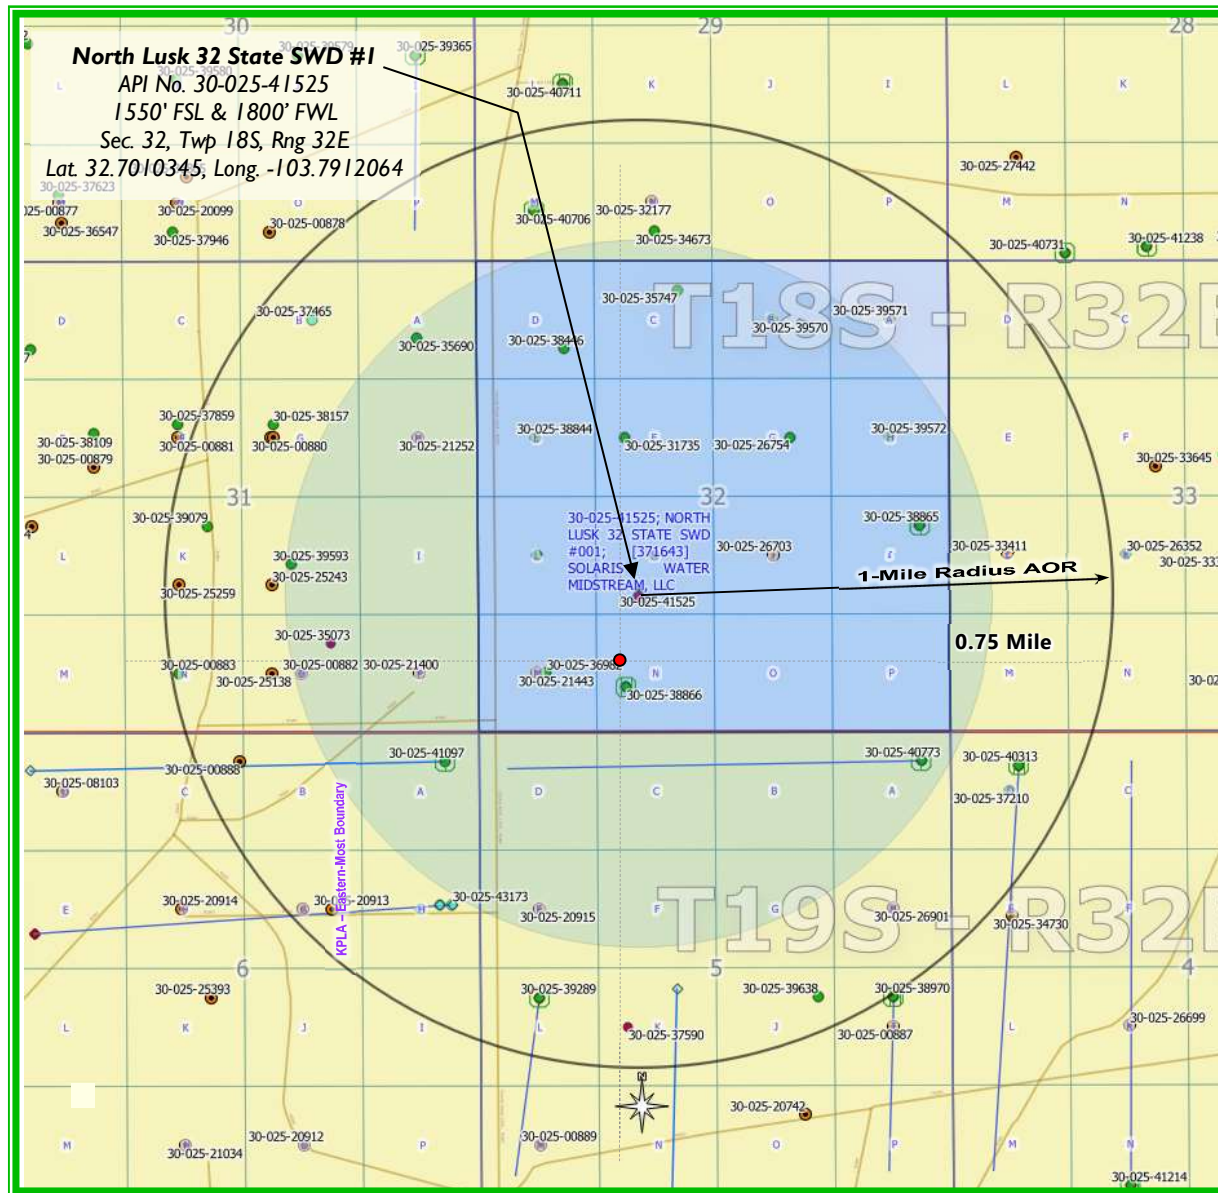 30
29
28
North Lusk 32 State SWD #1
API No. 30-025-41525
1550' FSL & 1800' FWL
Sec. 32, Twp 18S, Rng 32E
Lat. 32.7010345, Long. -103.7912064
30-025-39579
30-025-39365
30-025-39580
30-025-40711
L
I
L
K
J
I
L
K
30-025-27442
30-025-37623
30-025-00877
30-025-20099
30-025-00878
30-025-36547
30-025-37946
M
N
O
P
M
N
O
P
M
N
30-025-40706
30-025-32177
30-025-34673
30-025-40731
30-025-41238
T18S - R32E
30-025-35747
30-025-39571
30-025-39570
30-025-37465
30-025-35690
30-025-38446
D
C
B
A
D
C
B
A
D
C
30-025-37859
30-025-38157
30-025-38109
30-025-00881
30-025-00880
30-025-00879
30-025-21252
30-025-38844
30-025-31735
30-025-26754
30-025-39572
30-025-33645
G
H
E
F
G
H
E
F
31
32
33
30-025-39079
30-025-38865
30-025-41525; NORTH
LUSK 32 STATE SWD
#001; [371643]
SOLARIS WATER
MIDSTREAM, LLC
30-025-39593
30-025-25243
30-025-25259
30-025-26703
30-025-33411
30-025-26352
L
K
I
L
I
1-Mile Radius AOR
30-025-41525
30-025-35073
0.75 Mile
30-025-00883
30-025-00882
30-025-21400
30-025-25138
30-025-36982
30-025-21443
30-025-38866
M
N
P
M
N
O
P
M
N
30-025-41097
30-025-40773
30-025-40313
30-025-00888
30-025-08103
30-025-37210
C
B
A
D
C
B
A
D
C
KPLA – Eastern-Most Boundary
30-025-20914
30-025-20913
30-025-43173
30-025-20915
30-025-26901
30-025-34730
E
H
F
G
E
F
T19S - R32E
6
5
4
30-025-25393
30-025-39289
30-025-39638
30-025-38970
30-025-37590
30-025-00887
30-025-26699
L
K
J
I
L
K
J
L
K
N
30-025-20742
30-025-20912
30-025-21034
30-025-00889
M
P
N
O
P
M
N
30-025-41214